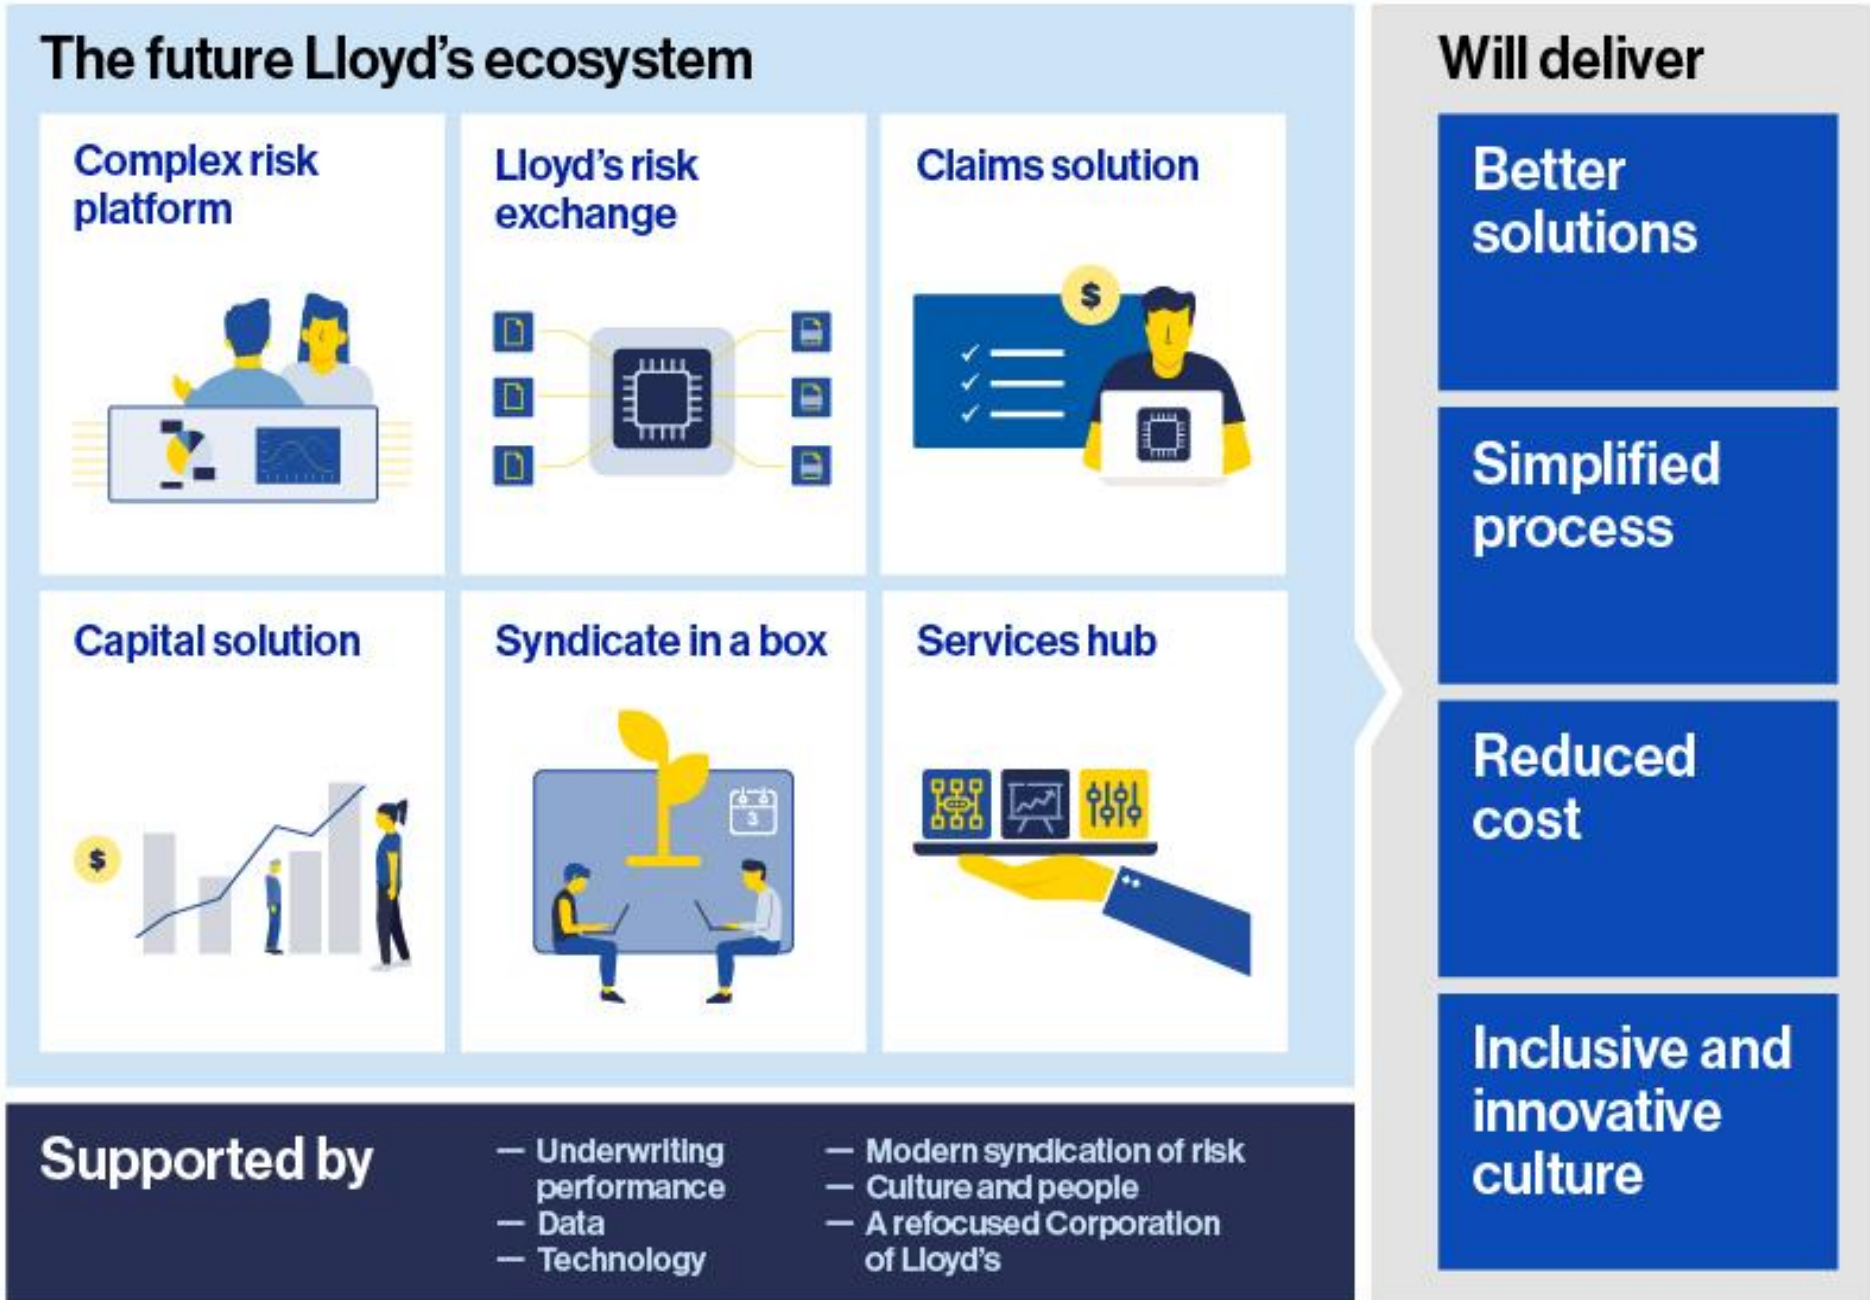 The future Lloyd's ecosystem
Complex risk
platform
Lloyd's risk
exchange
Claims solution
$
Capital solution
$
Syndicate in a box
3
Services hub
Supported by
— Underwriting
performance
— Data
— Technology
— Modern syndication of risk
— Culture and people
— A refocused Corporation
of Lloyd's
Will deliver
Better
solutions
Simplified
process
Reduced
cost
Inclusive and
innovative
culture